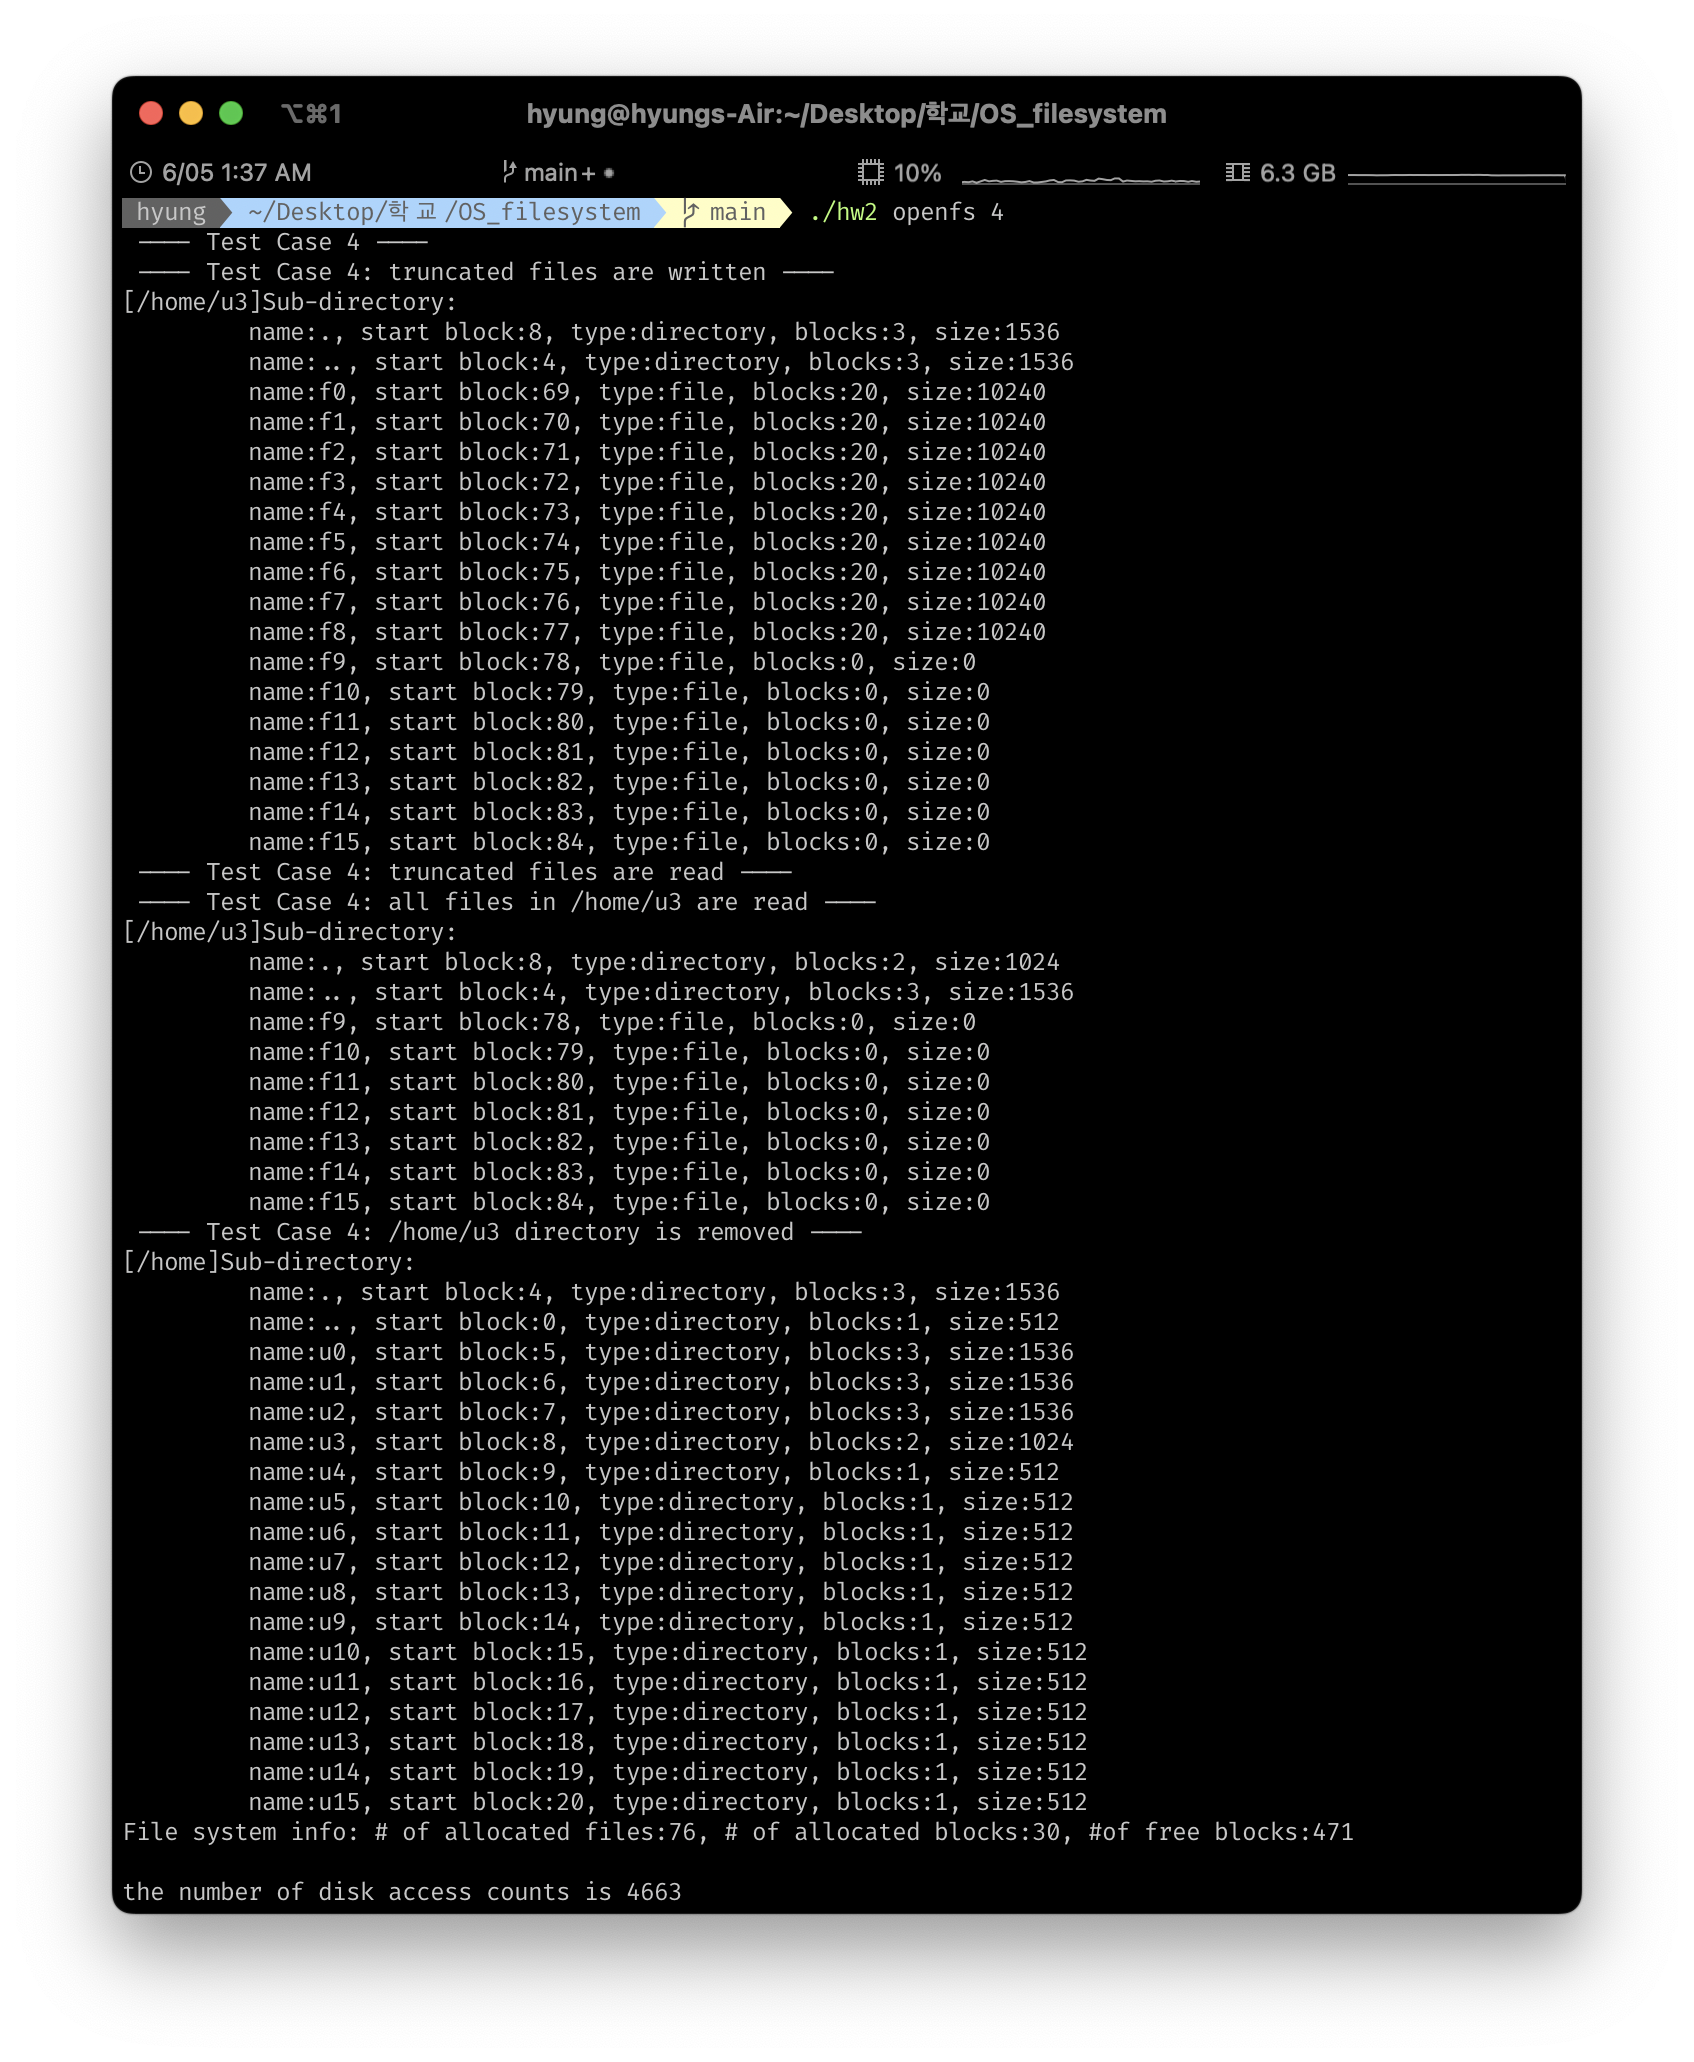 ⌥⌘1 hyung@hyungs-Air:~/Desktop/학교/OS_filesystem
6/05 1:37 AM main+ ● 10% 6.3 GB
hyung ~/Desktop/학 교 /OS_filesystem main ./hw2 openfs 4
---- Test Case 4 ----
---- Test Case 4: truncated files are written ----
[/home/u3]Sub-directory:
name:., start block:8, type:directory, blocks:3, size:1536
name:.., start block:4, type:directory, blocks:3, size:1536
name:f0, start block:69, type:file, blocks:20, size:10240
name:f1, start block:70, type:file, blocks:20, size:10240
name:f2, start block:71, type:file, blocks:20, size:10240
name:f3, start block:72, type:file, blocks:20, size:10240
name:f4, start block:73, type:file, blocks:20, size:10240
name:f5, start block:74, type:file, blocks:20, size:10240
name:f6, start block:75, type:file, blocks:20, size:10240
name:f7, start block:76, type:file, blocks:20, size:10240
name:f8, start block:77, type:file, blocks:20, size:10240
name:f9, start block:78, type:file, blocks:0, size:0
name:f10, start block:79, type:file, blocks:0, size:0
name:f11, start block:80, type:file, blocks:0, size:0
name:f12, start block:81, type:file, blocks:0, size:0
name:f13, start block:82, type:file, blocks:0, size:0
name:f14, start block:83, type:file, blocks:0, size:0
name:f15, start block:84, type:file, blocks:0, size:0
---- Test Case 4: truncated files are read ----
---- Test Case 4: all files in /home/u3 are read ----
[/home/u3]Sub-directory:
name:., start block:8, type:directory, blocks:2, size:1024
name:.., start block:4, type:directory, blocks:3, size:1536
name:f9, start block:78, type:file, blocks:0, size:0
name:f10, start block:79, type:file, blocks:0, size:0
name:f11, start block:80, type:file, blocks:0, size:0
name:f12, start block:81, type:file, blocks:0, size:0
name:f13, start block:82, type:file, blocks:0, size:0
name:f14, start block:83, type:file, blocks:0, size:0
name:f15, start block:84, type:file, blocks:0, size:0
---- Test Case 4: /home/u3 directory is removed ----
[/home]Sub-directory:
name:., start block:4, type:directory, blocks:3, size:1536
name:.., start block:0, type:directory, blocks:1, size:512
name:u0, start block:5, type:directory, blocks:3, size:1536
name:u1, start block:6, type:directory, blocks:3, size:1536
name:u2, start block:7, type:directory, blocks:3, size:1536
name:u3, start block:8, type:directory, blocks:2, size:1024
name:u4, start block:9, type:directory, blocks:1, size:512
name:u5, start block:10, type:directory, blocks:1, size:512
name:u6, start block:11, type:directory, blocks:1, size:512
name:u7, start block:12, type:directory, blocks:1, size:512
name:u8, start block:13, type:directory, blocks:1, size:512
name:u9, start block:14, type:directory, blocks:1, size:512
name:u10, start block:15, type:directory, blocks:1, size:512
name:u11, start block:16, type:directory, blocks:1, size:512
name:u12, start block:17, type:directory, blocks:1, size:512
name:u13, start block:18, type:directory, blocks:1, size:512
name:u14, start block:19, type:directory, blocks:1, size:512
name:u15, start block:20, type:directory, blocks:1, size:512
File system info: # of allocated files:76, # of allocated blocks:30, #of free blocks:471
the number of disk access counts is 4663